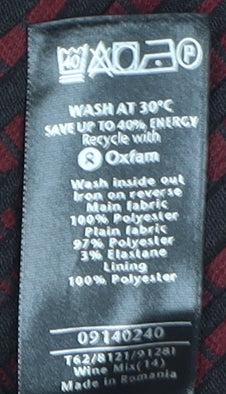 40 P
WASH AT 30°C
SAVE UP TO 40% ENERGY
Recycle with
Oxfam
Wash inside out
Iron on reverse
Main fabric
100% Polyester
Plain fabric
97% Polyester
3% Elastane
Lining
100% Polyester
09140240
T62/8121/9128I
Wine Mix(14)
Made in Romania